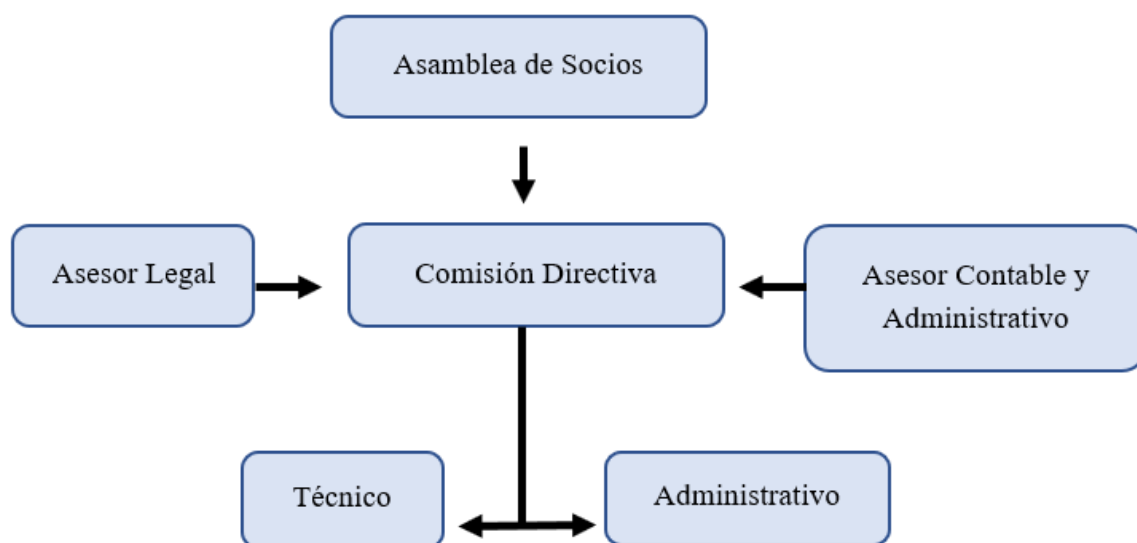 Asamblea de Socios
Asesor Legal
Comisión Directiva
Asesor Contable y
Administrativo
Técnico
Administrativo